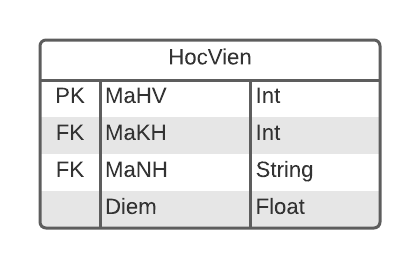 HocVien
PK MaHV Int
FK MaKH Int
FK MaNH String
Diem Float